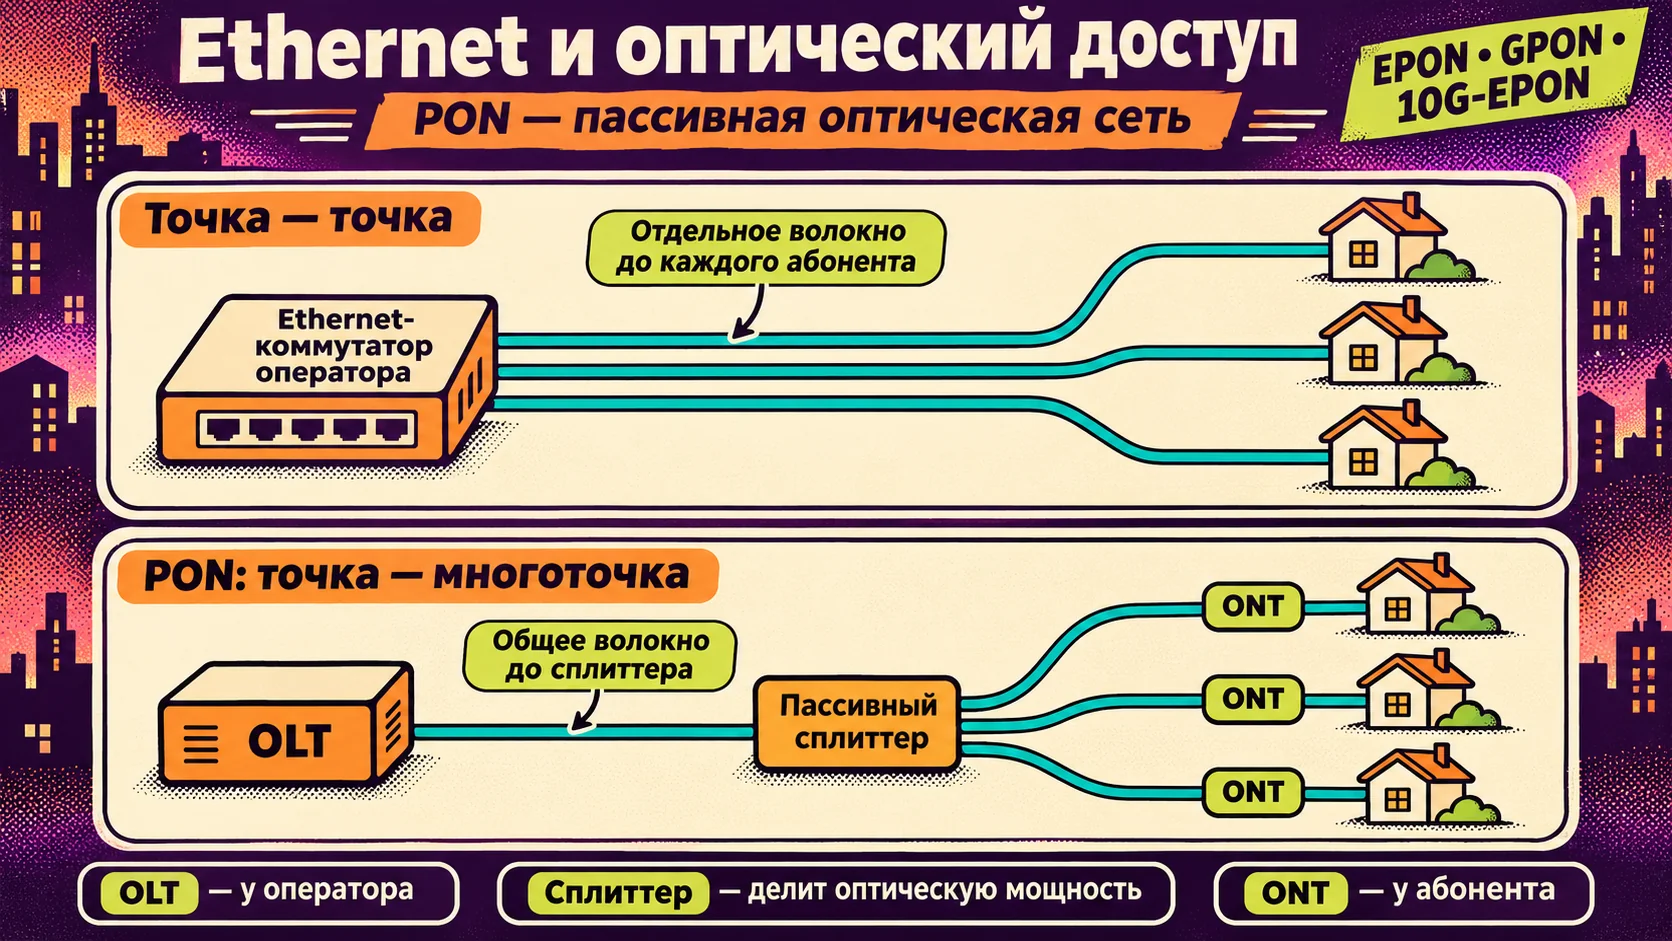 Ethernet и оптический доступ
PON — пассивная оптическая сеть
EPON • GPON •
10G-EPON
Точка — точка
Отдельное волокно
до каждого абонента
Ethernet-
коммутатор
оператора
PON: точка — многоточка
Общее волокно
до сплиттера
OLT
Пассивный
сплиттер
ONT
ONT
ONT
OLT — у оператора
Сплиттер — делит оптическую мощность
ONT — у абонента